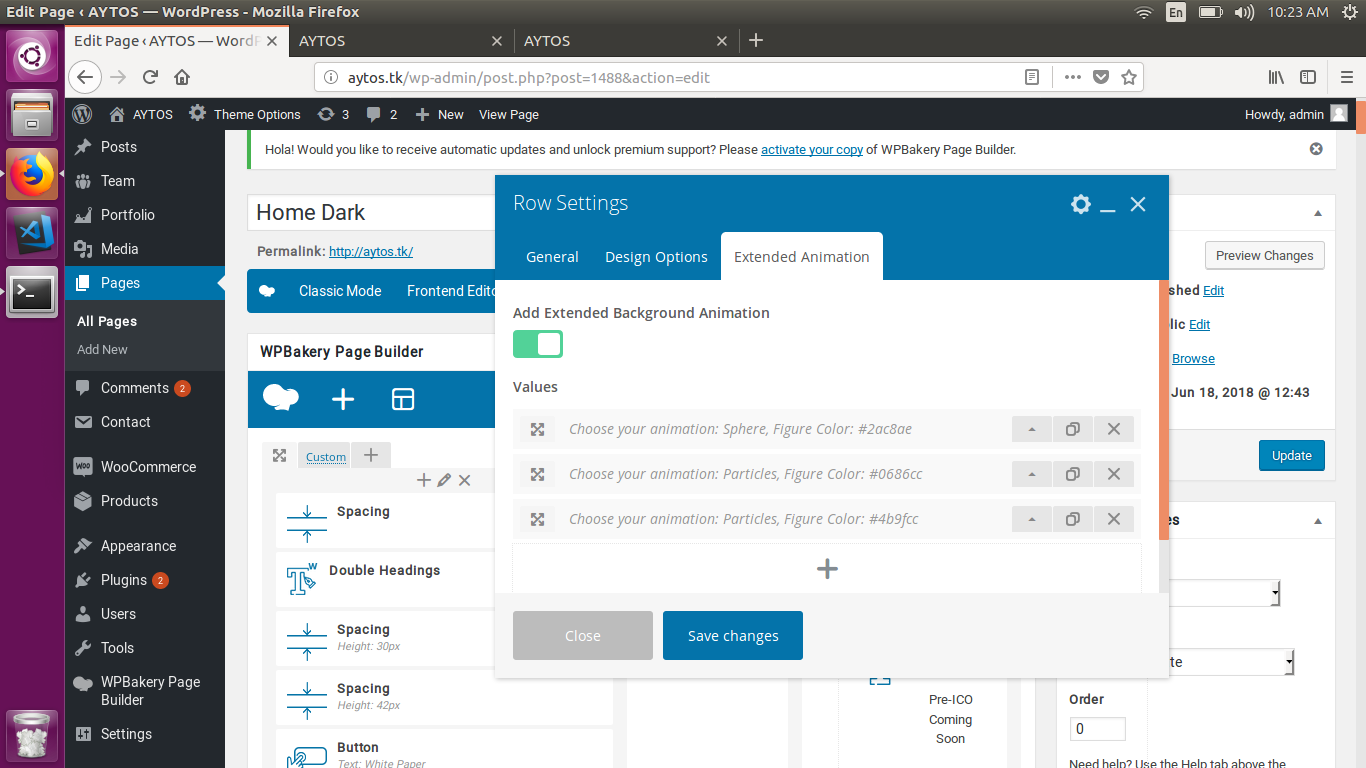 Edit Page ‹ AYTOS — WordPress - Mozilla Firefox
En
10:23 AM
Edit Page ‹ AYTOS — WordP
AYTOS
AYTOS
aytos.tk/wp-admin/post.php?post=1488&action=edit
AYTOS
Theme Options
3
2
New
View Page
Howdy, admin
Posts
Team
Portfolio
Media
Pages
All Pages
Add New
Comments 2
Contact
WooCommerce
Products
Appearance
Plugins 2
Users
Tools
WPBakery Page
Builder
Settings
Hola! Would you like to receive automatic updates and unlock premium support? Please activate your copy of WPBakery Page Builder.
Home Dark
Permalink: http://aytos.tk/
Classic Mode
Frontend Edito
WPBakery Page Builder
Custom
Spacing
Double Headings
Spacing
Height: 30px
Spacing
Height: 42px
Button
Text: White Paper
Row Settings
General
Design Options
Extended Animation
Add Extended Background Animation
Values
Choose your animation: Sphere, Figure Color: #2ac8ae
Choose your animation: Particles, Figure Color: #0686cc
Choose your animation: Particles, Figure Color: #4b9fcc
Close
Save changes
Pre-ICO
Coming
Soon
Preview Changes
shed Edit
lic Edit
Browse
Jun 18, 2018 @ 12:43
Update
es
te
Order
0
Need help? Use the Help tab above the